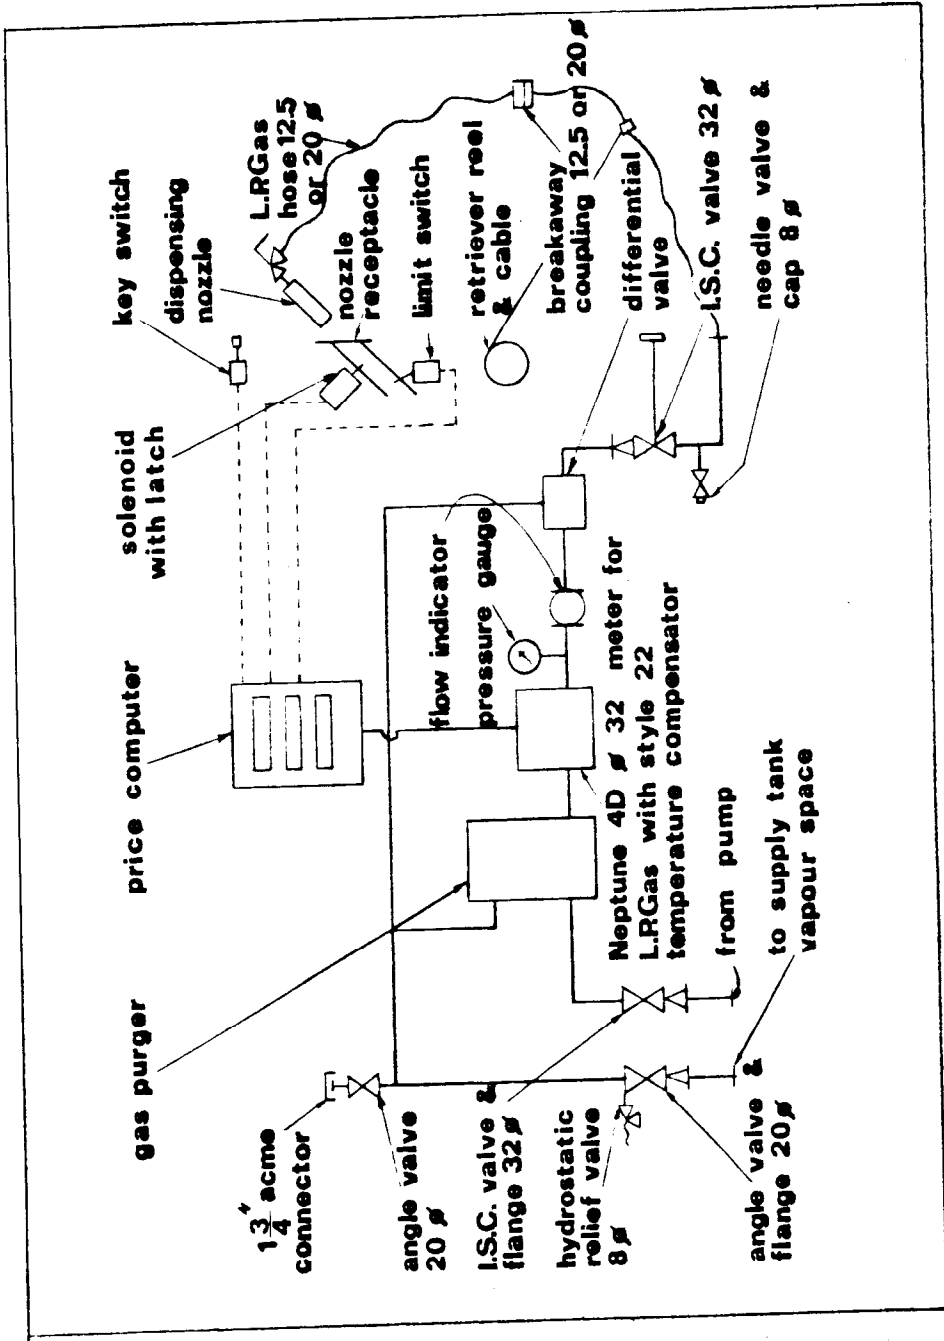 1 3/4" acme
connector
gas purger
price computer
solenoid
with latch
key switch
dispensing
nozzle
L.P.Gas
hose 12.5
or 20 ø
nozzle
receptacle
limit switch
retriever reel
& cable
breakaway
coupling 12.5 or 20 ø
differential
valve
I.S.C. valve 32 ø
needle valve &
cap 8 ø
flow indicator
pressure gauge
angle valve
20 ø
I.S.C. valve &
flange 32 ø
hydrostatic
relief valve
8 ø
angle valve &
flange 20 ø
Neptune 4D ø 32 meter for
L.P.Gas with style 22
temperature compensator
from pump
to supply tank
vapour space